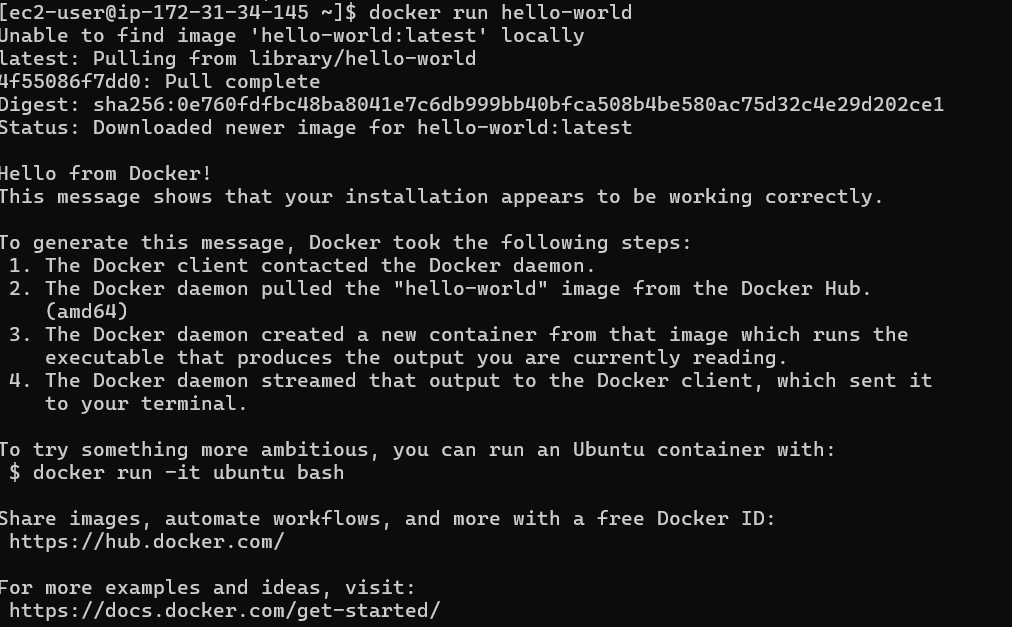 [ec2-user@ip-172-31-34-145 ~]$ docker run hello-world
Unable to find image 'hello-world:latest' locally
latest: Pulling from library/hello-world
4f55086f7dd0: Pull complete
Digest: sha256:0e760fdfbc48ba8041e7c6db999bb40bfca508b4be580ac75d32c4e29d202ce1
Status: Downloaded newer image for hello-world:latest

Hello from Docker!
This message shows that your installation appears to be working correctly.

To generate this message, Docker took the following steps:
 1. The Docker client contacted the Docker daemon.
 2. The Docker daemon pulled the "hello-world" image from the Docker Hub.
    (amd64)
 3. The Docker daemon created a new container from that image which runs the
    executable that produces the output you are currently reading.
 4. The Docker daemon streamed that output to the Docker client, which sent it
    to your terminal.

To try something more ambitious, you can run an Ubuntu container with:
 $ docker run -it ubuntu bash

Share images, automate workflows, and more with a free Docker ID:
 https://hub.docker.com/

For more examples and ideas, visit:
 https://docs.docker.com/get-started/